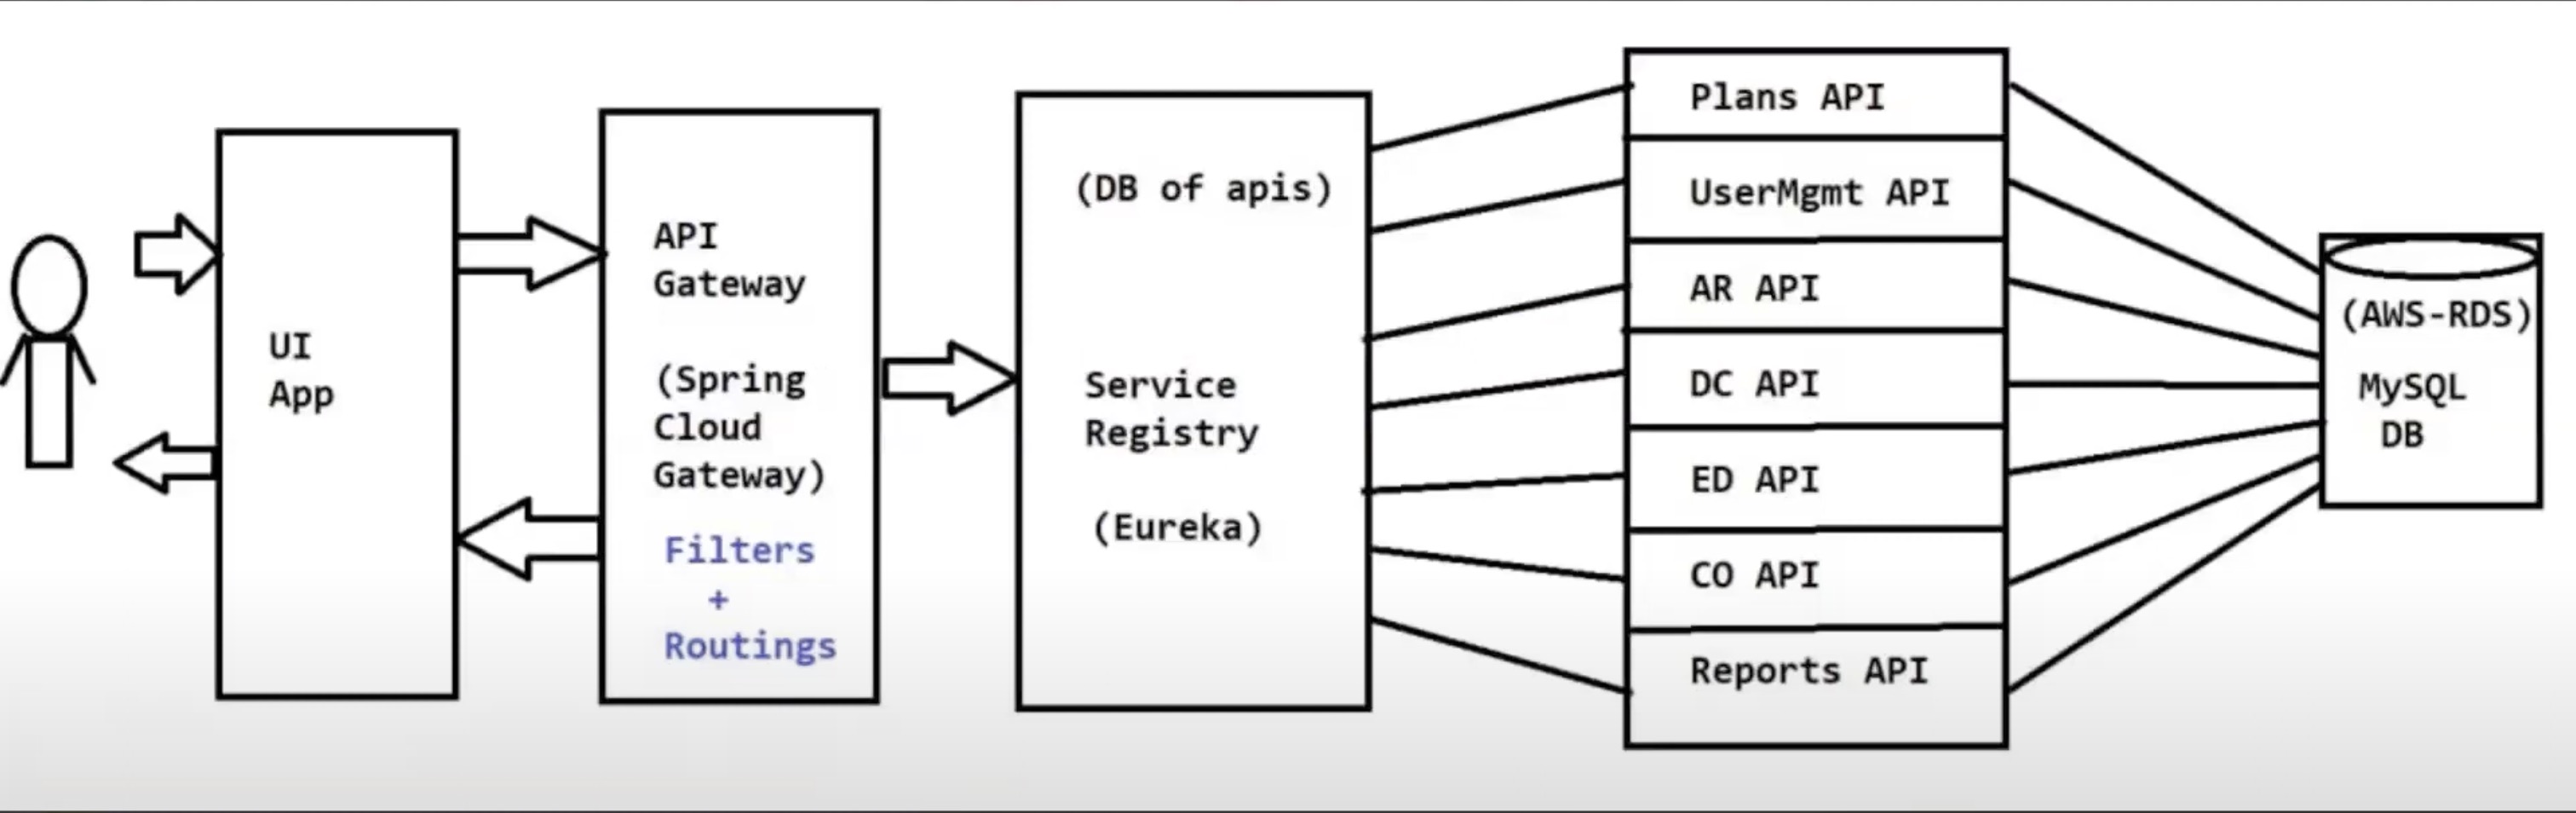 UI
App
API
Gateway
(Spring
Cloud
Gateway)
Filters
+
Routings
(DB of apis)
Service
Registry
(Eureka)
Plans API
UserMgmt API
AR API
DC API
ED API
CO API
Reports API
(AWS-RDS)
MySQL
DB